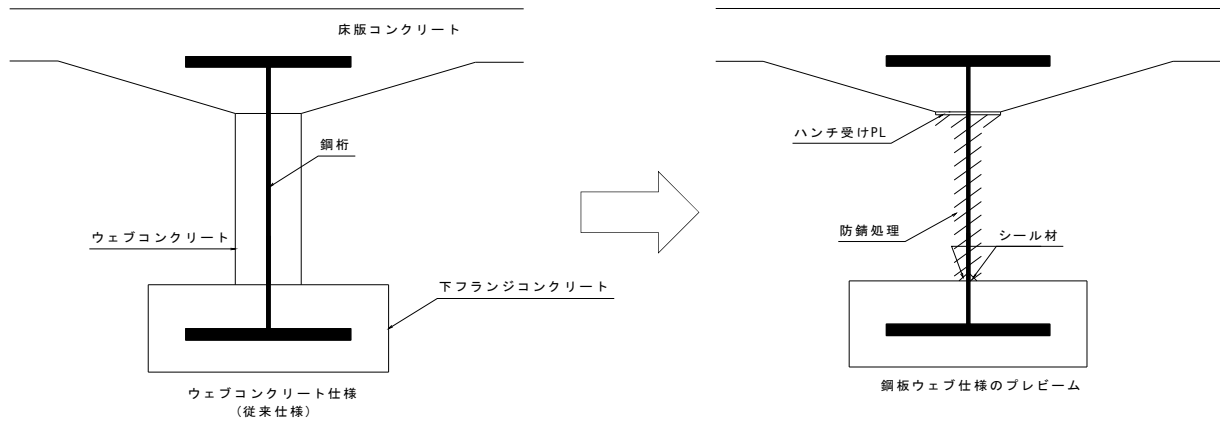 床版コンクリート
鋼桁
ウェブコンクリート
下フランジコンクリート
ウェブコンクリート仕様
(従来仕様)
ハンチ受けPL
防錆処理
シール材
鋼板ウェブ仕様のプレビーム